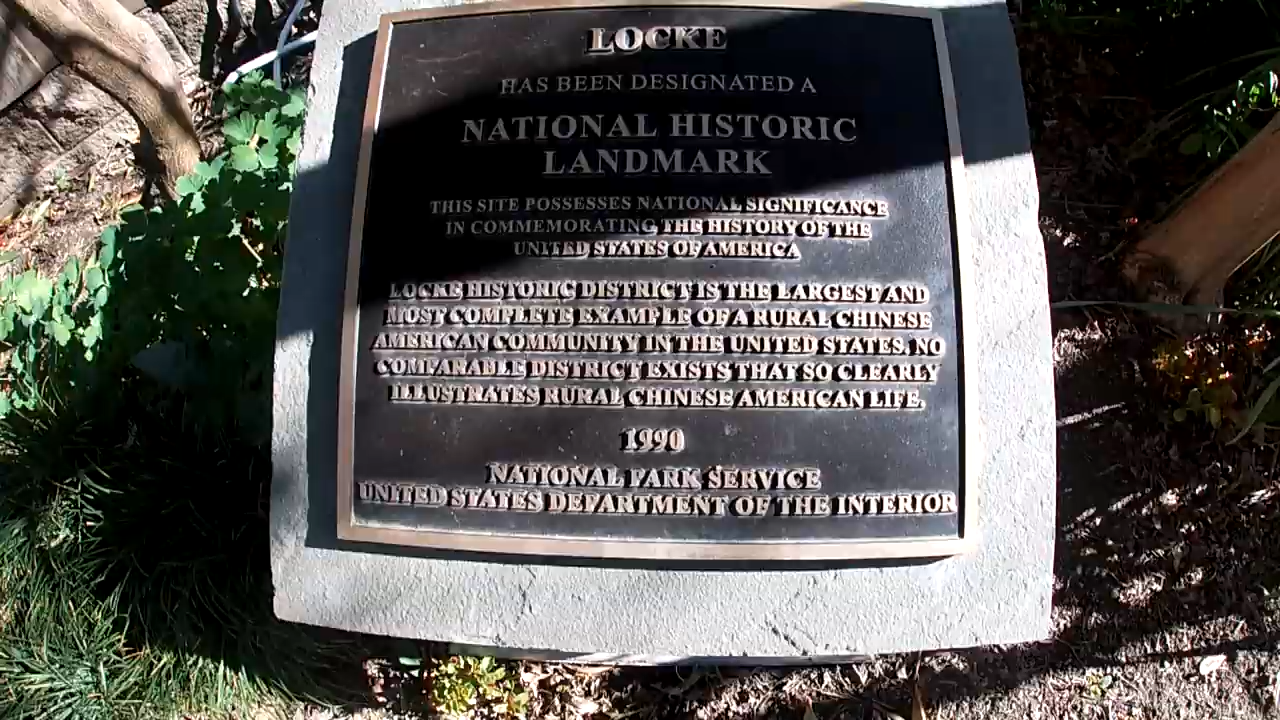 LOCKE
HAS BEEN DESIGNATED A
NATIONAL HISTORIC
LANDMARK
THIS SITE POSSESSES NATIONAL SIGNIFICANCE
IN COMMEMORATING THE HISTORY OF THE
UNITED STATES OF AMERICA
LOCKE HISTORIC DISTRICT IS THE LARGEST AND
MOST COMPLETE EXAMPLE OF A RURAL CHINESE
AMERICAN COMMUNITY IN THE UNITED STATES. NO
COMPARABLE DISTRICT EXISTS THAT SO CLEARLY
ILLUSTRATES RURAL CHINESE AMERICAN LIFE.
1990
NATIONAL PARK SERVICE
UNITED STATES DEPARTMENT OF THE INTERIOR